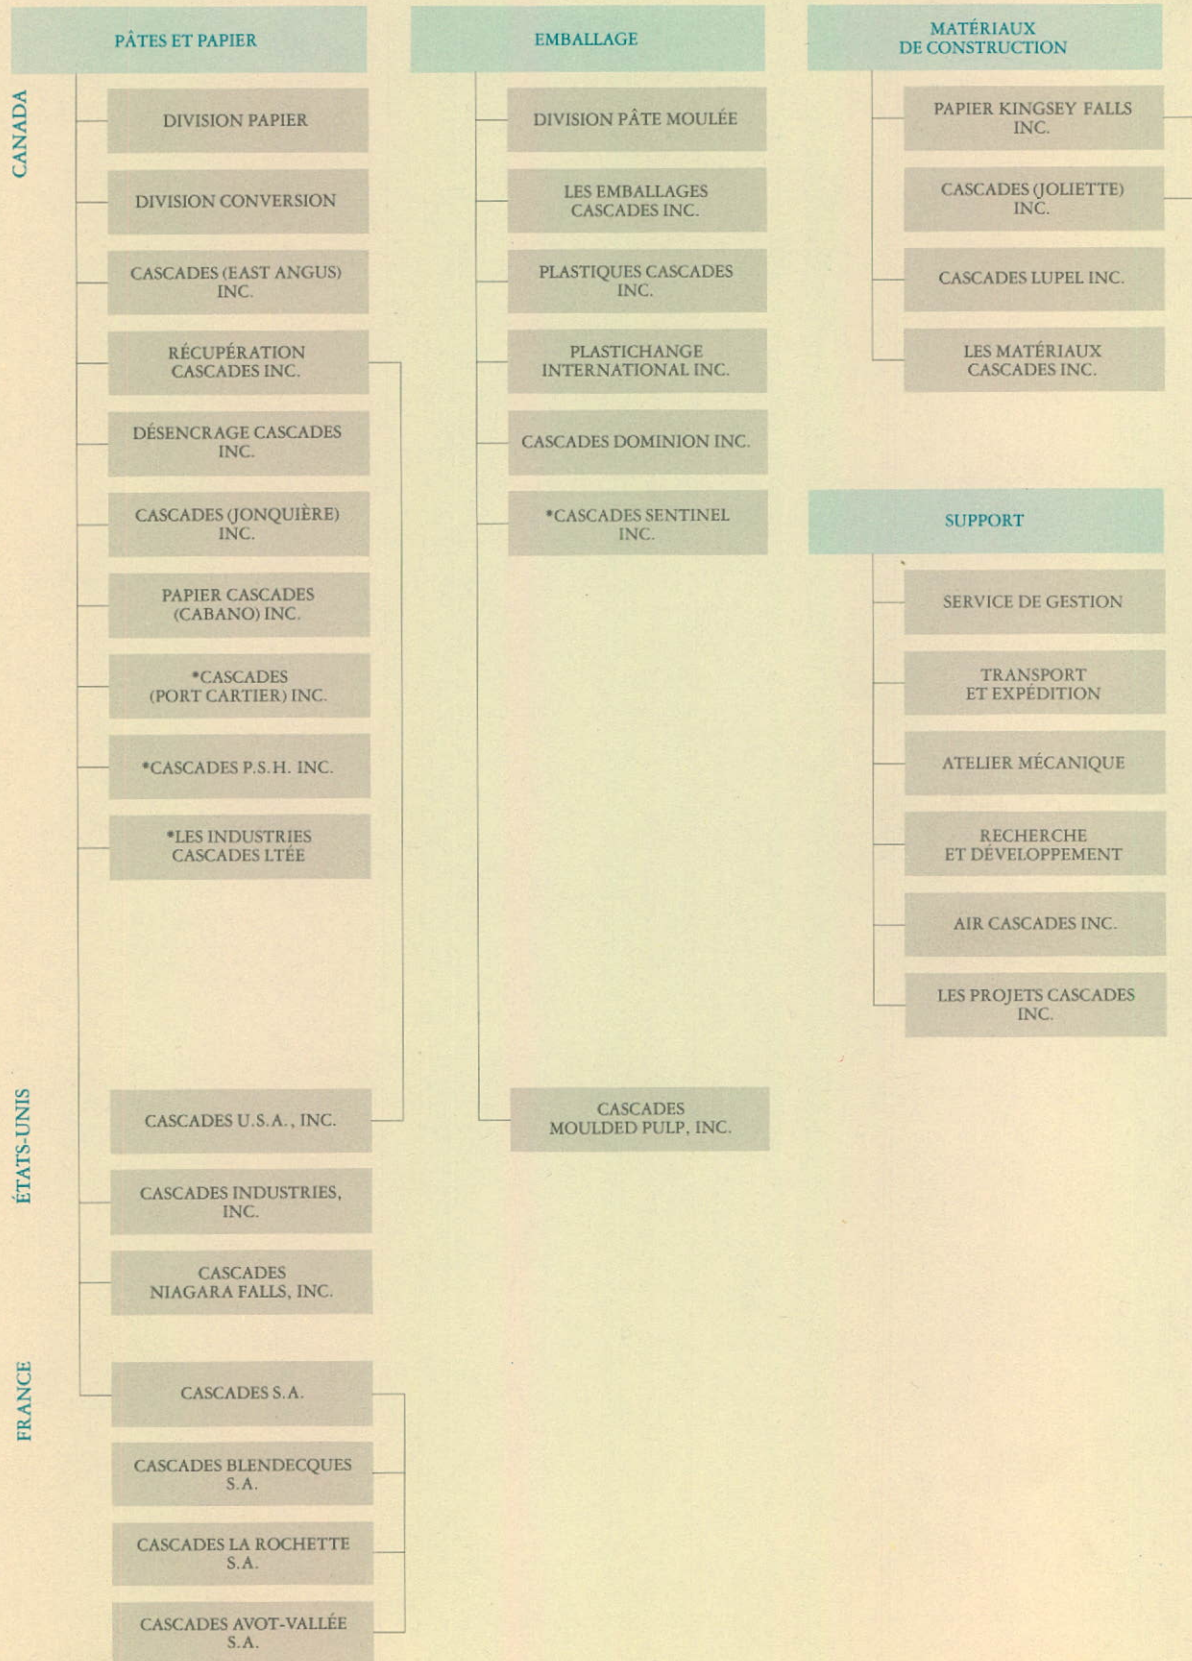 PÂTES ET PAPIER
CANADA
DIVISION PAPIER
DIVISION CONVERSION
CASCADES (EAST ANGUS)
INC.
RÉCUPÉRATION
CASCADES INC.
DÉSENCRAGE CASCADES
INC.
CASCADES (JONQUIÈRE)
INC.
PAPIER CASCADES
(CABANO) INC.
*CASCADES
(PORT CARTIER) INC.
*CASCADES P.S.H. INC.
*LES INDUSTRIES
CASCADES LTÉE
ÉTATS-UNIS
CASCADES U.S.A., INC.
CASCADES INDUSTRIES,
INC.
CASCADES
NIAGARA FALLS, INC.
FRANCE
CASCADES S.A.
CASCADES BLENDECQUES
S.A.
CASCADES LA ROCHETTE
S.A.
CASCADES AVOT-VALLÉE
S.A.
EMBALLAGE
DIVISION PÂTE MOULÉE
LES EMBALLAGES
CASCADES INC.
PLASTIQUES CASCADES
INC.
PLASTICHANGE
INTERNATIONAL INC.
CASCADES DOMINION INC.
*CASCADES SENTINEL
INC.
CASCADES
MOULDED PULP, INC.
MATÉRIAUX
DE CONSTRUCTION
PAPIER KINGSEY FALLS
INC.
CASCADES (JOLIETTE)
INC.
CASCADES LUPEL INC.
LES MATÉRIAUX
CASCADES INC.
SUPPORT
SERVICE DE GESTION
TRANSPORT
ET EXPÉDITION
ATELIER MÉCANIQUE
RECHERCHE
ET DÉVELOPPEMENT
AIR CASCADES INC.
LES PROJETS CASCADES
INC.